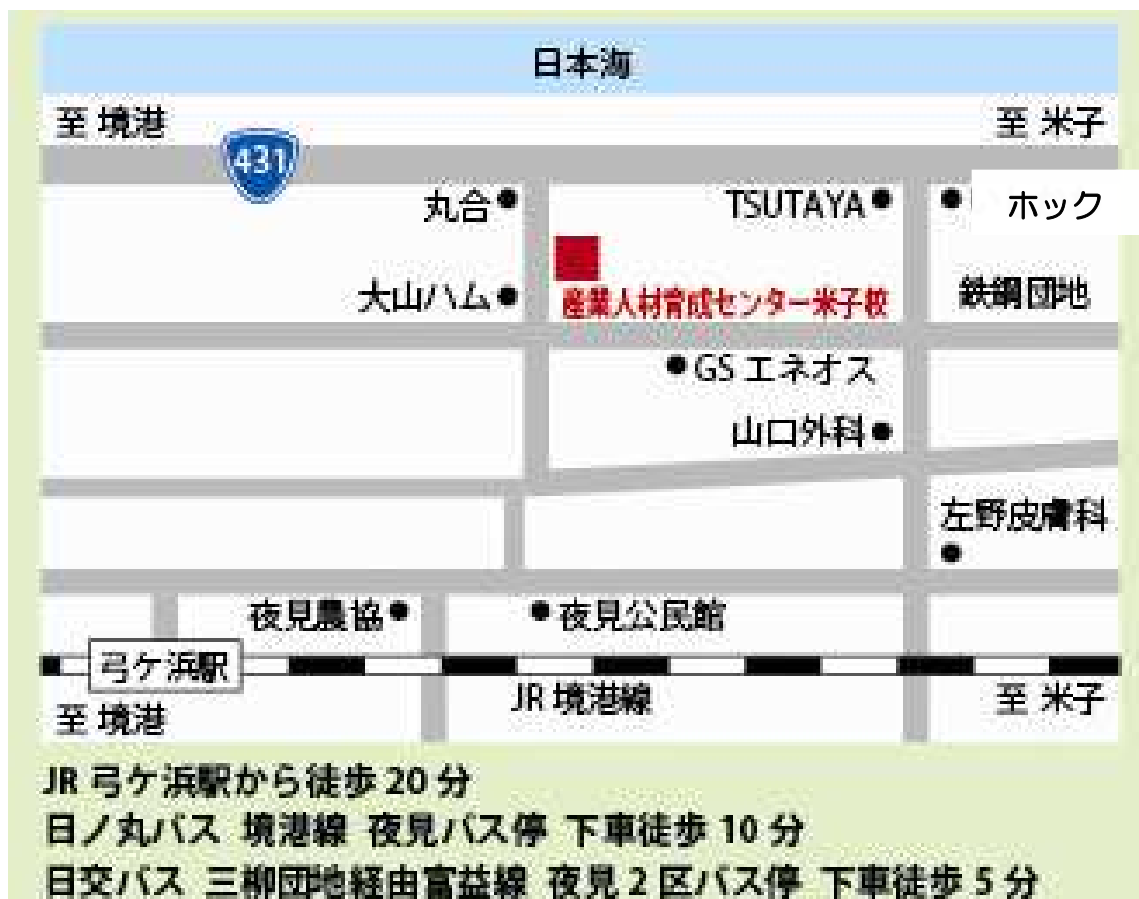 日本海
至 境港
至 米子
431
丸合
TSUTAYA
ホック
大山ハム
産業人材育成センター米子校
鉄鋼団地
GS エネオス
山口外科
左野皮膚科
夜見農協
夜見公民館
弓ケ浜駅
JR 境港線
至 境港
至 米子
JR 弓ケ浜駅から徒歩 20 分
日ノ丸バス 境港線 夜見バス停 下車徒歩 10 分
日交バス 三柳団地経由富益線 夜見 2 区バス停 下車徒歩 5 分